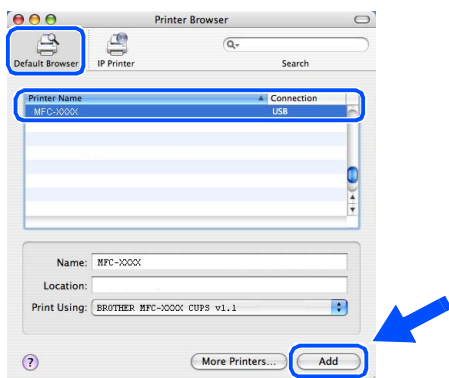 Printer Browser
Default Browser
IP Printer
Q▾
Search
Printer Name ▲ Connection
MFC-XXXX USB
Name: MFC-XXXX
Location:
Print Using: BROTHER MFC-XXXX CUPS v1.1
? More Printers... Add